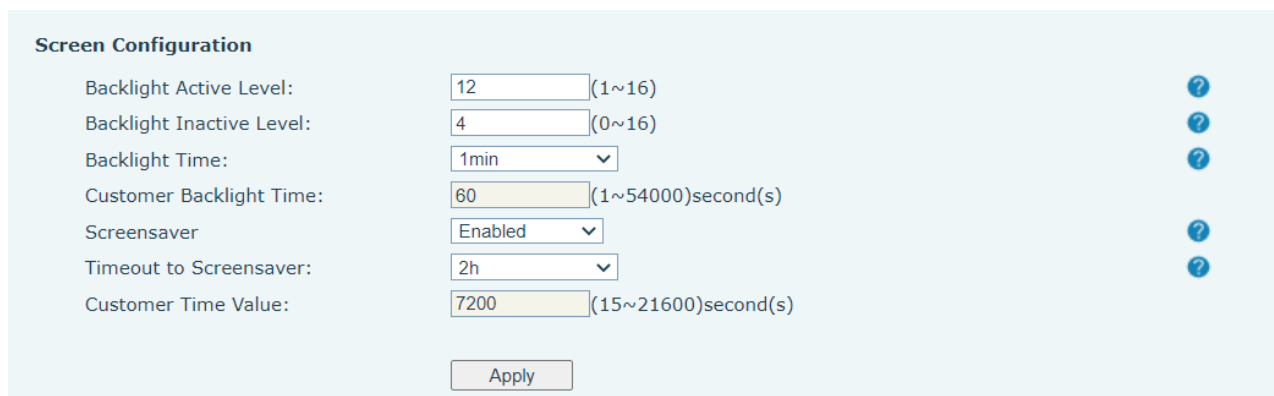 Screen Configuration
Backlight Active Level: 12 (1~16) ?
Backlight Inactive Level: 4 (0~16) ?
Backlight Time: 1min ?
Customer Backlight Time: 60 (1~54000)second(s)
Screensaver Enabled ?
Timeout to Screensaver: 2h ?
Customer Time Value: 7200 (15~21600)second(s)
Apply